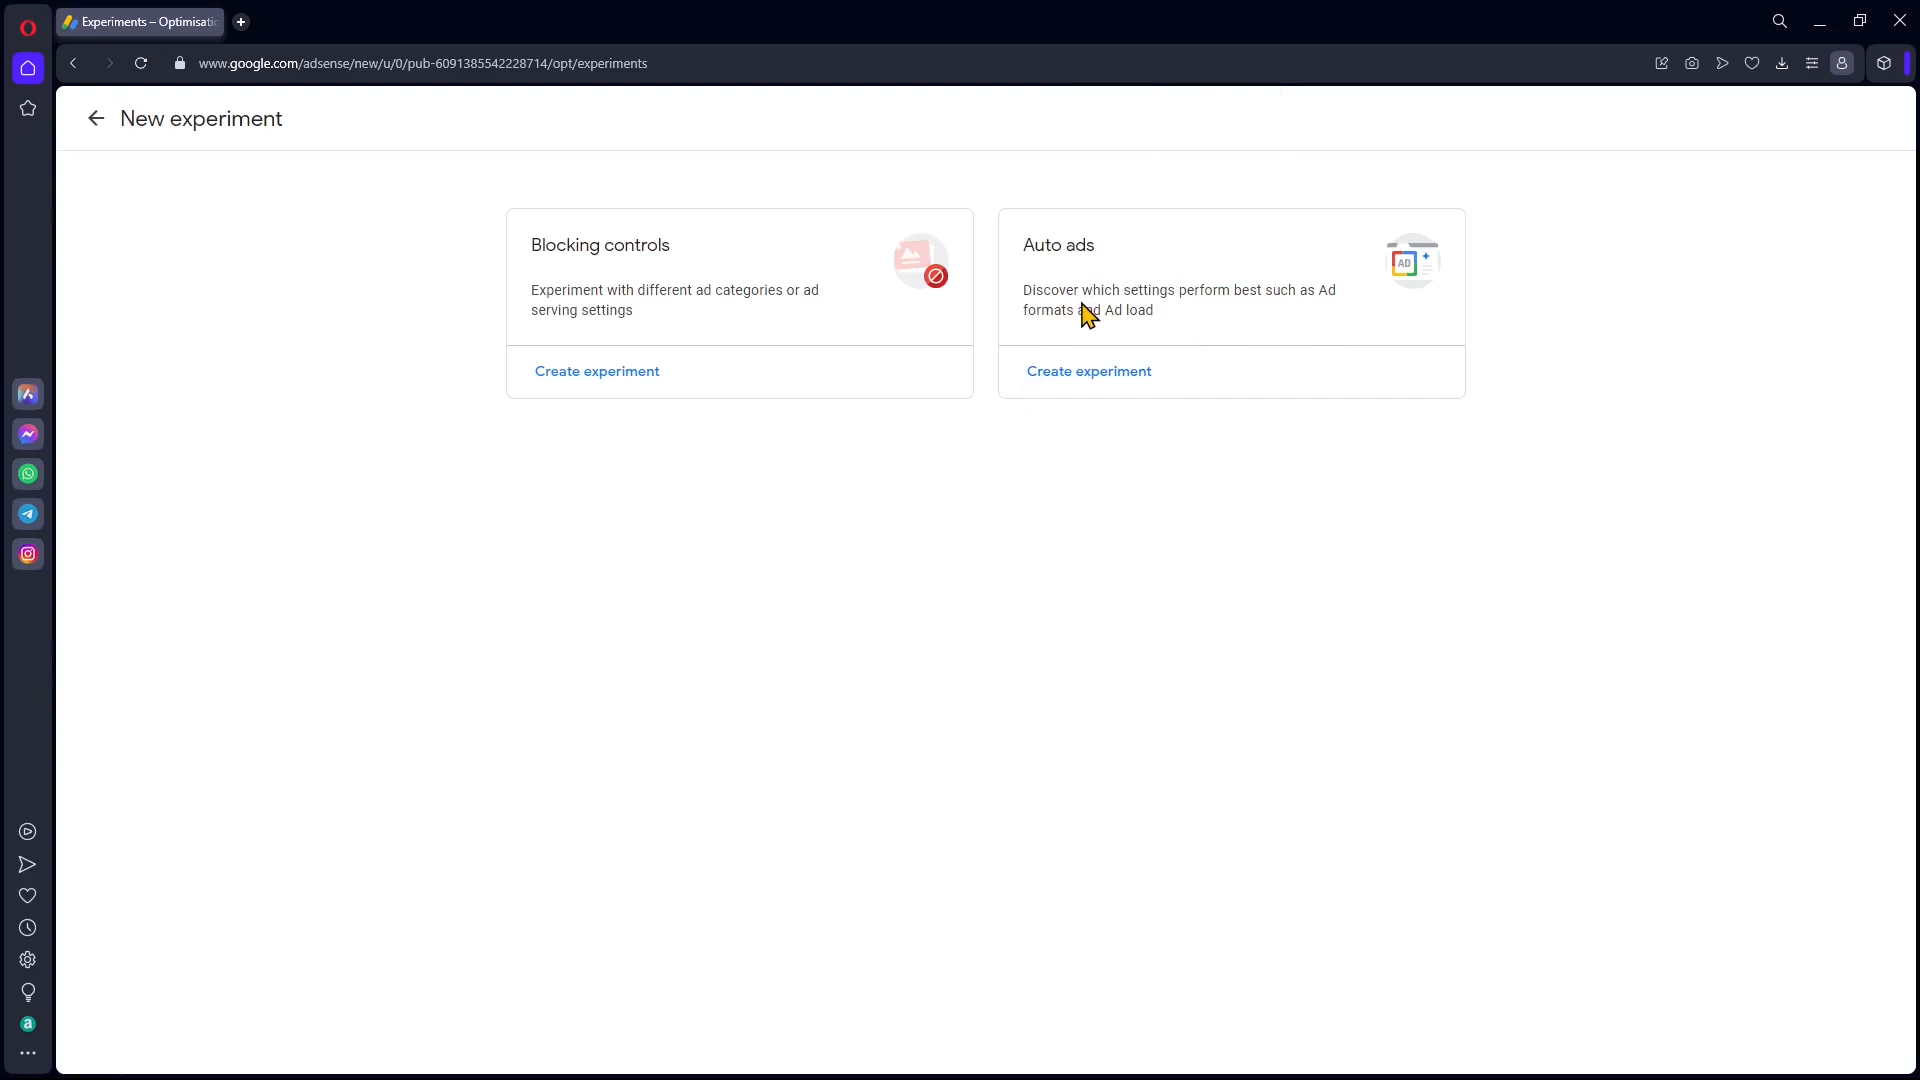 Experiments – Optimisatic
www.google.com/adsense/new/u/0/pub-6091385542228714/opt/experiments
New experiment
Blocking controls
Experiment with different ad categories or ad
serving settings
Create experiment
Auto ads
AD
Discover which settings perform best such as Ad
formats and Ad load
Create experiment
a